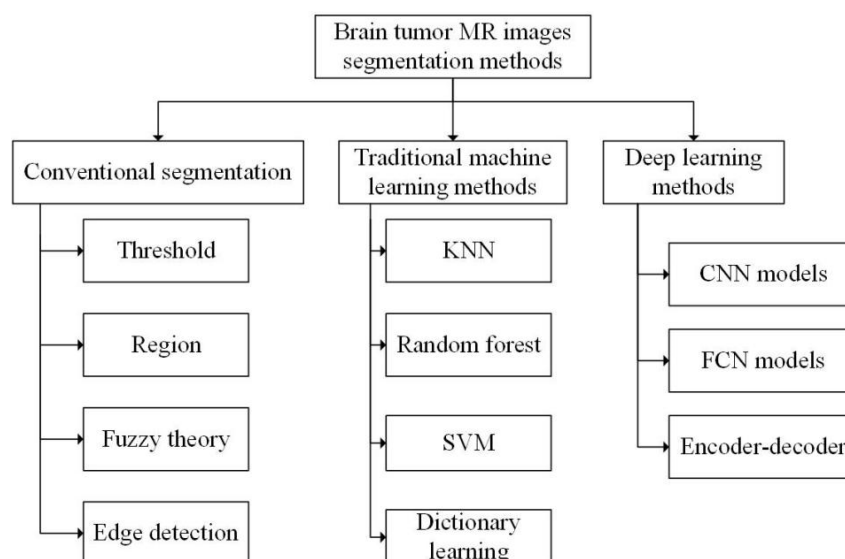 Brain tumor MR images
segmentation methods
Conventional segmentation
Traditional machine
learning methods
Deep learning
methods
Threshold
Region
Fuzzy theory
Edge detection
KNN
Random forest
SVM
Dictionary
learning
CNN models
FCN models
Encoder-decoder